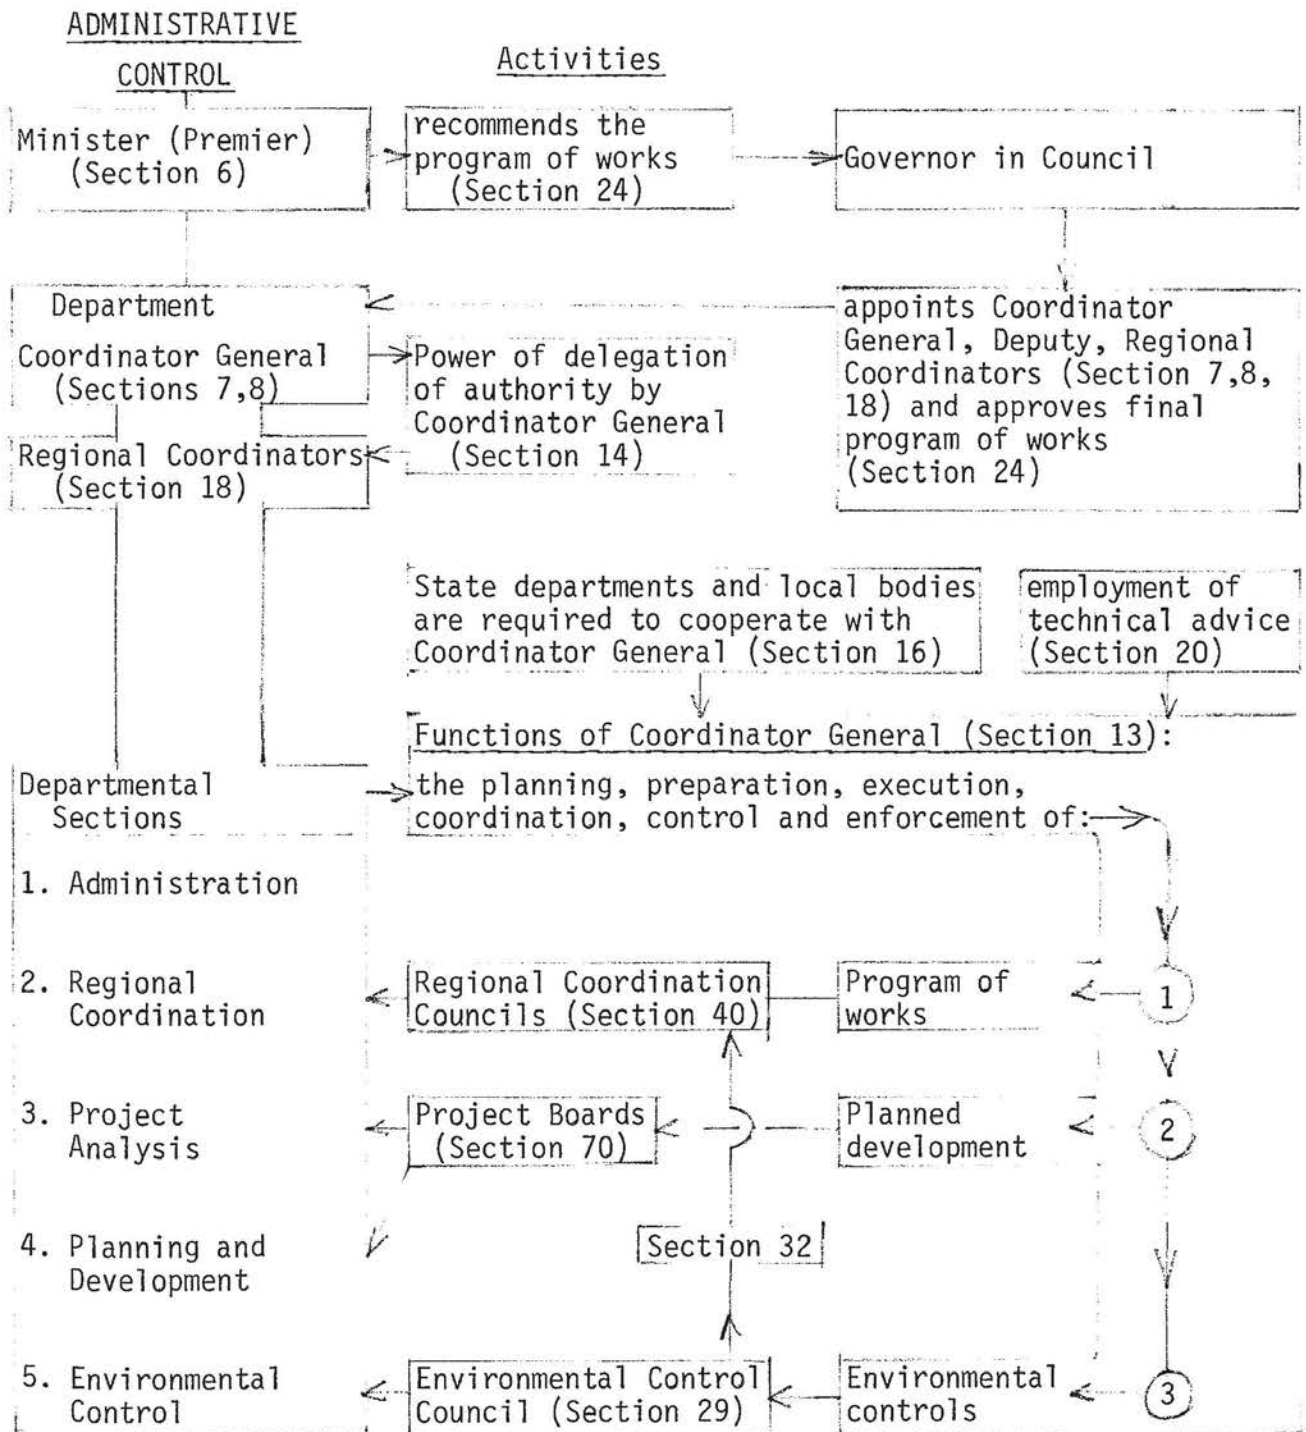 ADMINISTRATIVE
CONTROL
Activities
Minister (Premier)
(Section 6)
recommends the
program of works
(Section 24)
Governor in Council
Department
Coordinator General
(Sections 7,8)
Power of delegation
of authority by
Coordinator General
(Section 14)
appoints Coordinator
General, Deputy, Regional
Coordinators (Section 7,8,
18) and approves final
program of works
(Section 24)
Regional Coordinators
(Section 18)
State departments and local bodies
are required to cooperate with
Coordinator General (Section 16)
employment of
technical advice
(Section 20)
Functions of Coordinator General (Section 13):
the planning, preparation, execution,
coordination, control and enforcement of:
Departmental
Sections
1. Administration
2. Regional
Coordination
Regional Coordination
Councils (Section 40)
Program of
works
1
3. Project
Analysis
Project Boards
(Section 70)
Planned
development
2
4. Planning and
Development
Section 32
5. Environmental
Control
Environmental Control
Council (Section 29)
Environmental
controls
3